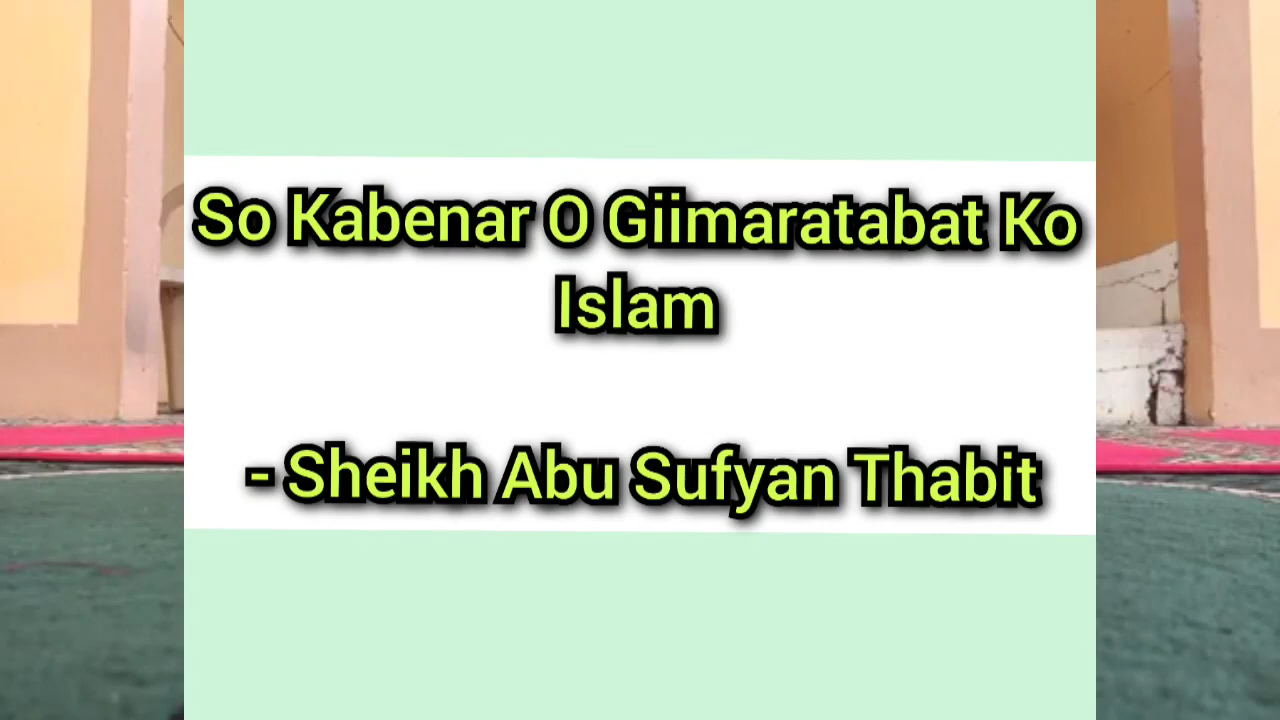 So Kabenar O Giimaratabat Ko
Islam
- Sheikh Abu Sufyan Thabit